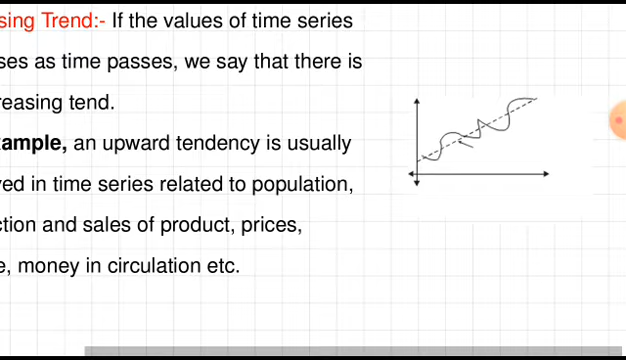 sing Trend:- If the values of time series
ses as time passes, we say that there is
reasing tend.
ample, an upward tendency is usually
ved in time series related to population,
ction and sales of product, prices,
e, money in circulation etc.